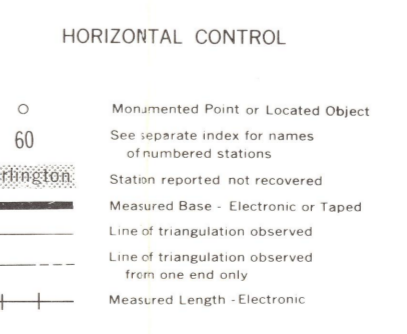 HORIZONTAL CONTROL
Monumented Point or Located Object
60 See separate index for names
of numbered stations
rlington Station reported not recovered
Measured Base - Electronic or Taped
Line of triangulation observed
Line of triangulation observed
from one end only
Measured Length - Electronic